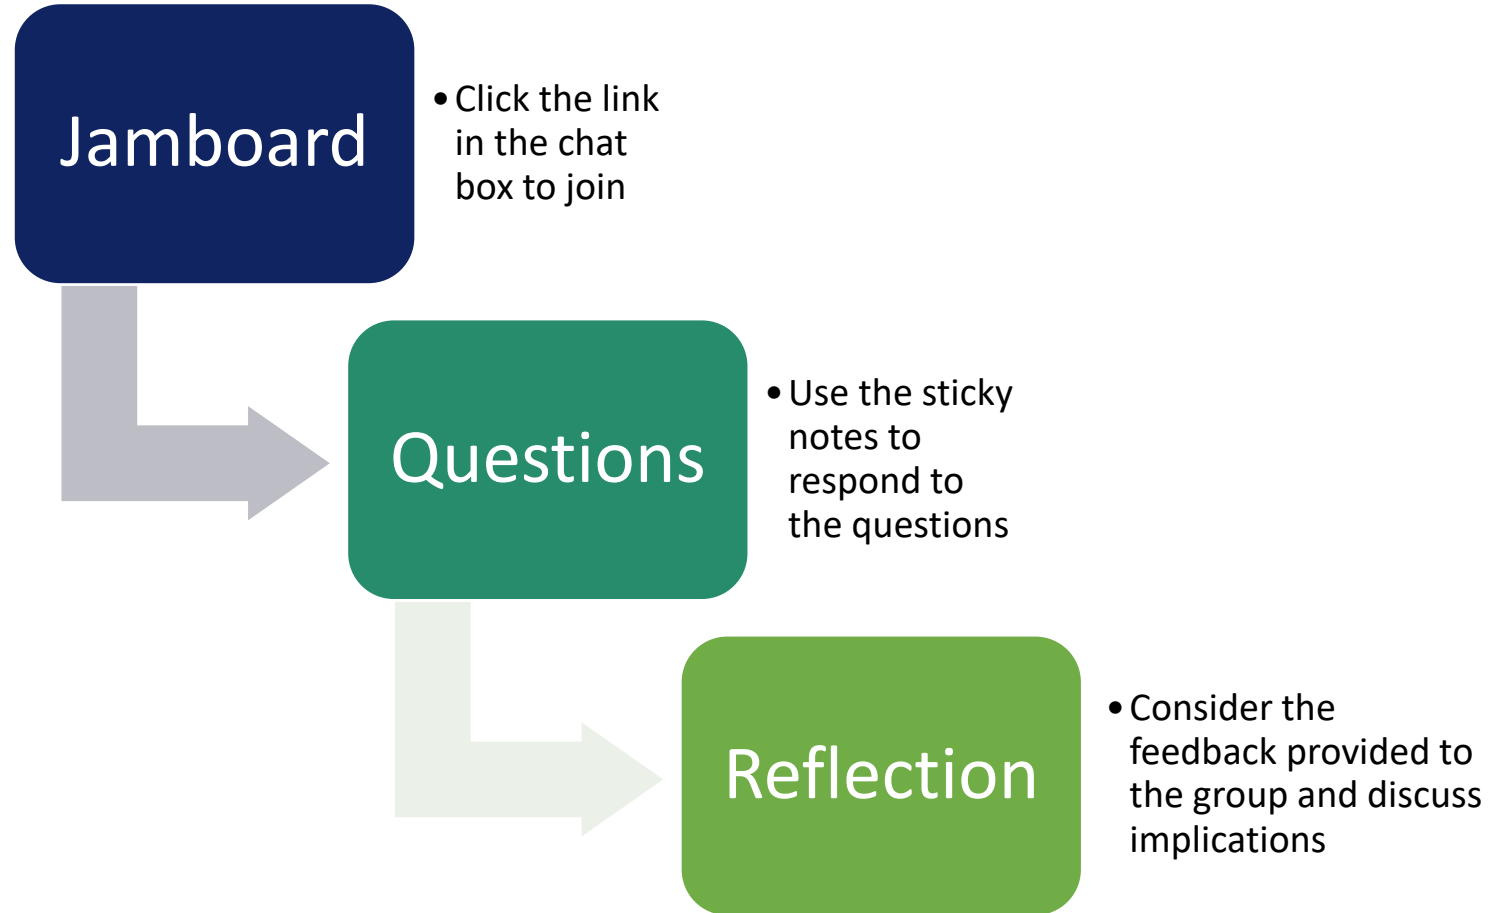 Jamboard
•Click the link
in the chat
box to join
Questions
•Use the sticky
notes to
respond to
the questions
Reflection
•Consider the
feedback provided to
the group and discuss
implications